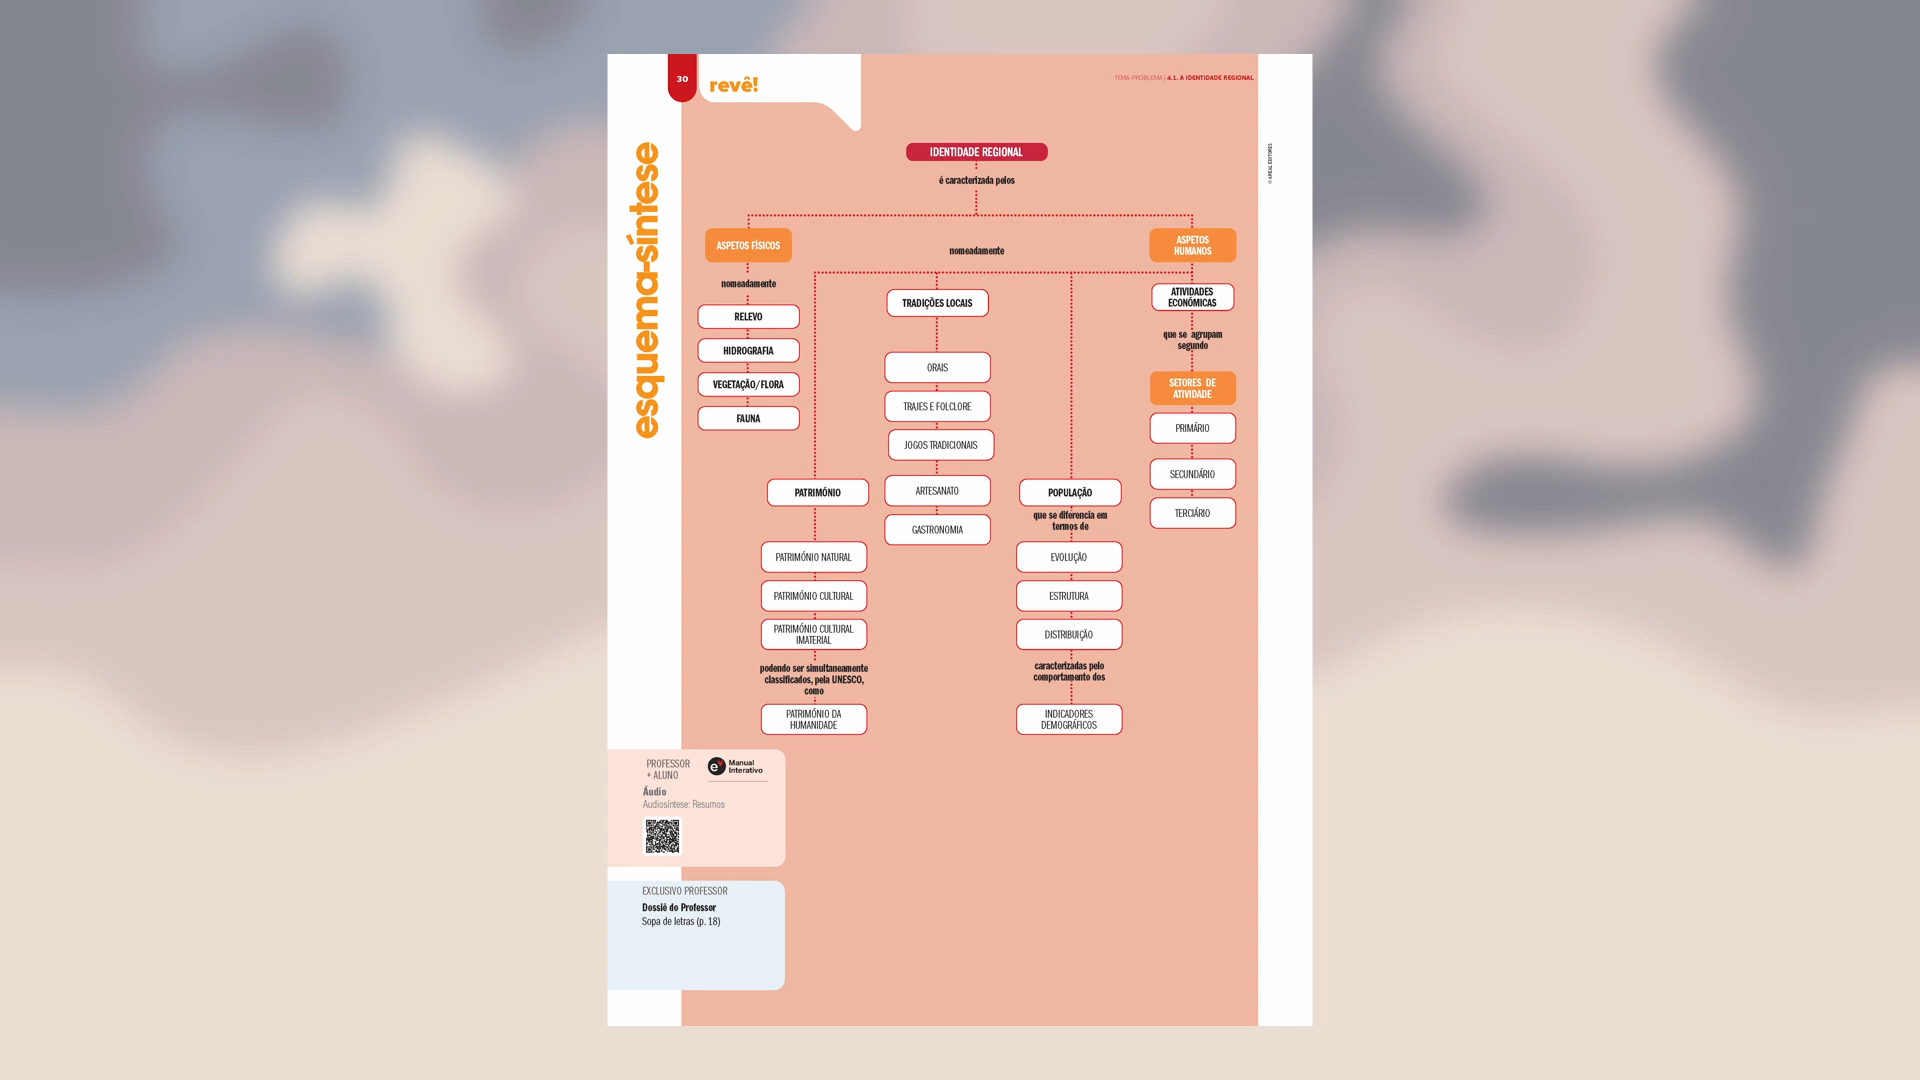 30
revê!
TEMA-PROBLEMA | 4.1. A IDENTIDADE REGIONAL
esquema-síntese
© AREAL EDITORES
IDENTIDADE REGIONAL
é caracterizada pelos
ASPETOS FÍSICOS
nomeadamente
RELEVO
HIDROGRAFIA
VEGETAÇÃO/FLORA
FAUNA
nomeadamente
ASPETOS
HUMANOS
PATRIMÓNIO
PATRIMÓNIO NATURAL
PATRIMÓNIO CULTURAL
PATRIMÓNIO CULTURAL
IMATERIAL
podendo ser simultaneamente
classificados, pela UNESCO,
como
PATRIMÓNIO DA
HUMANIDADE
TRADIÇÕES LOCAIS
ORAIS
TRAJES E FOLCLORE
JOGOS TRADICIONAIS
ARTESANATO
GASTRONOMIA
POPULAÇÃO
que se diferencia em
termos de
EVOLUÇÃO
ESTRUTURA
DISTRIBUIÇÃO
caracterizadas pelo
comportamento dos
INDICADORES
DEMOGRÁFICOS
ATIVIDADES
ECONÓMICAS
que se agrupam
segundo
SETORES DE
ATIVIDADE
PRIMÁRIO
SECUNDÁRIO
TERCIÁRIO
PROFESSOR
+ ALUNO
e
Manual
Interativo
Áudio
Audiosíntese: Resumos
EXCLUSIVO PROFESSOR
Dossiê do Professor
Sopa de letras (p. 18)